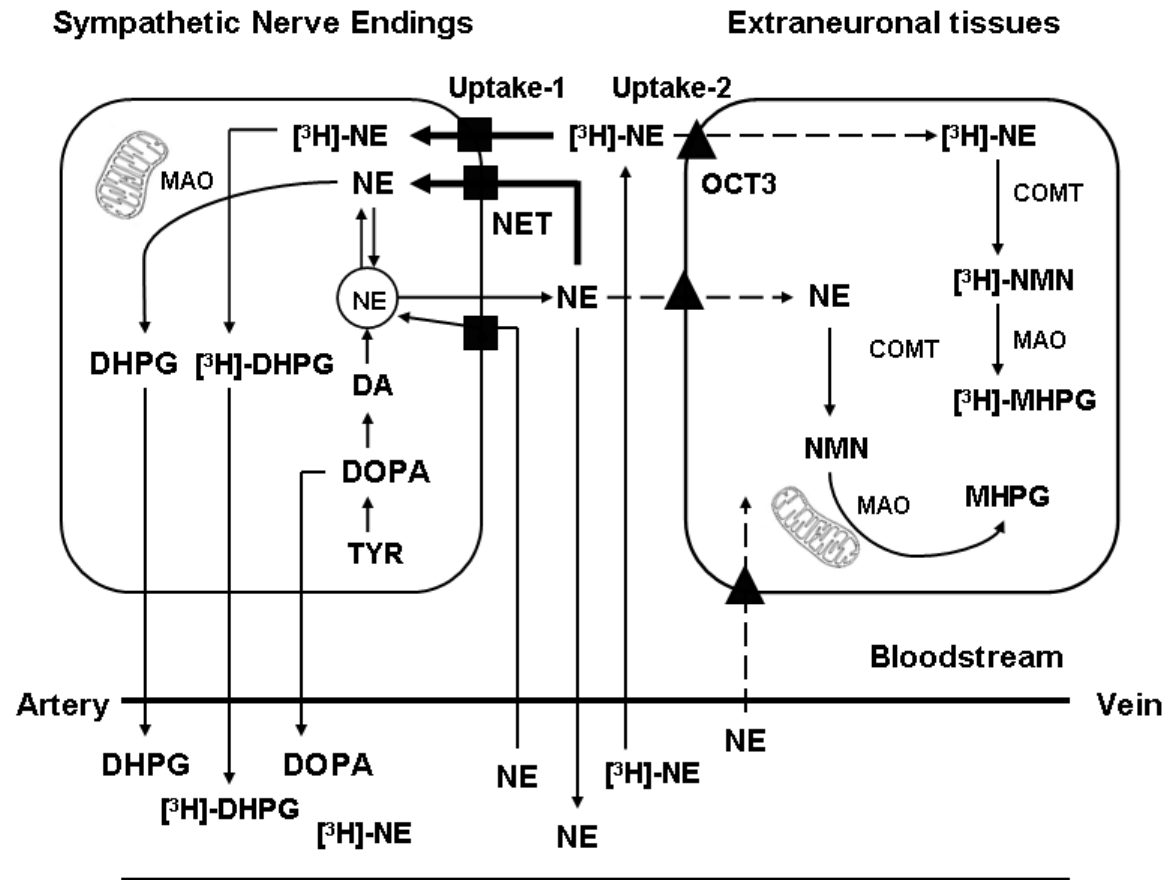 Sympathetic Nerve Endings
Extraneuronal tissues
Uptake-1
Uptake-2
[³H]-NE
[³H]-NE
[³H]-NE
MAO
NE
OCT3
COMT
NET
NE
NE
NE
[³H]-NMN
COMT
MAO
DHPG
[³H]-DHPG
DA
[³H]-MHPG
NMN
DOPA
MAO
MHPG
TYR
Bloodstream
Artery
Vein
DHPG
DOPA
NE
[³H]-NE
NE
[³H]-DHPG
[³H]-NE
NE